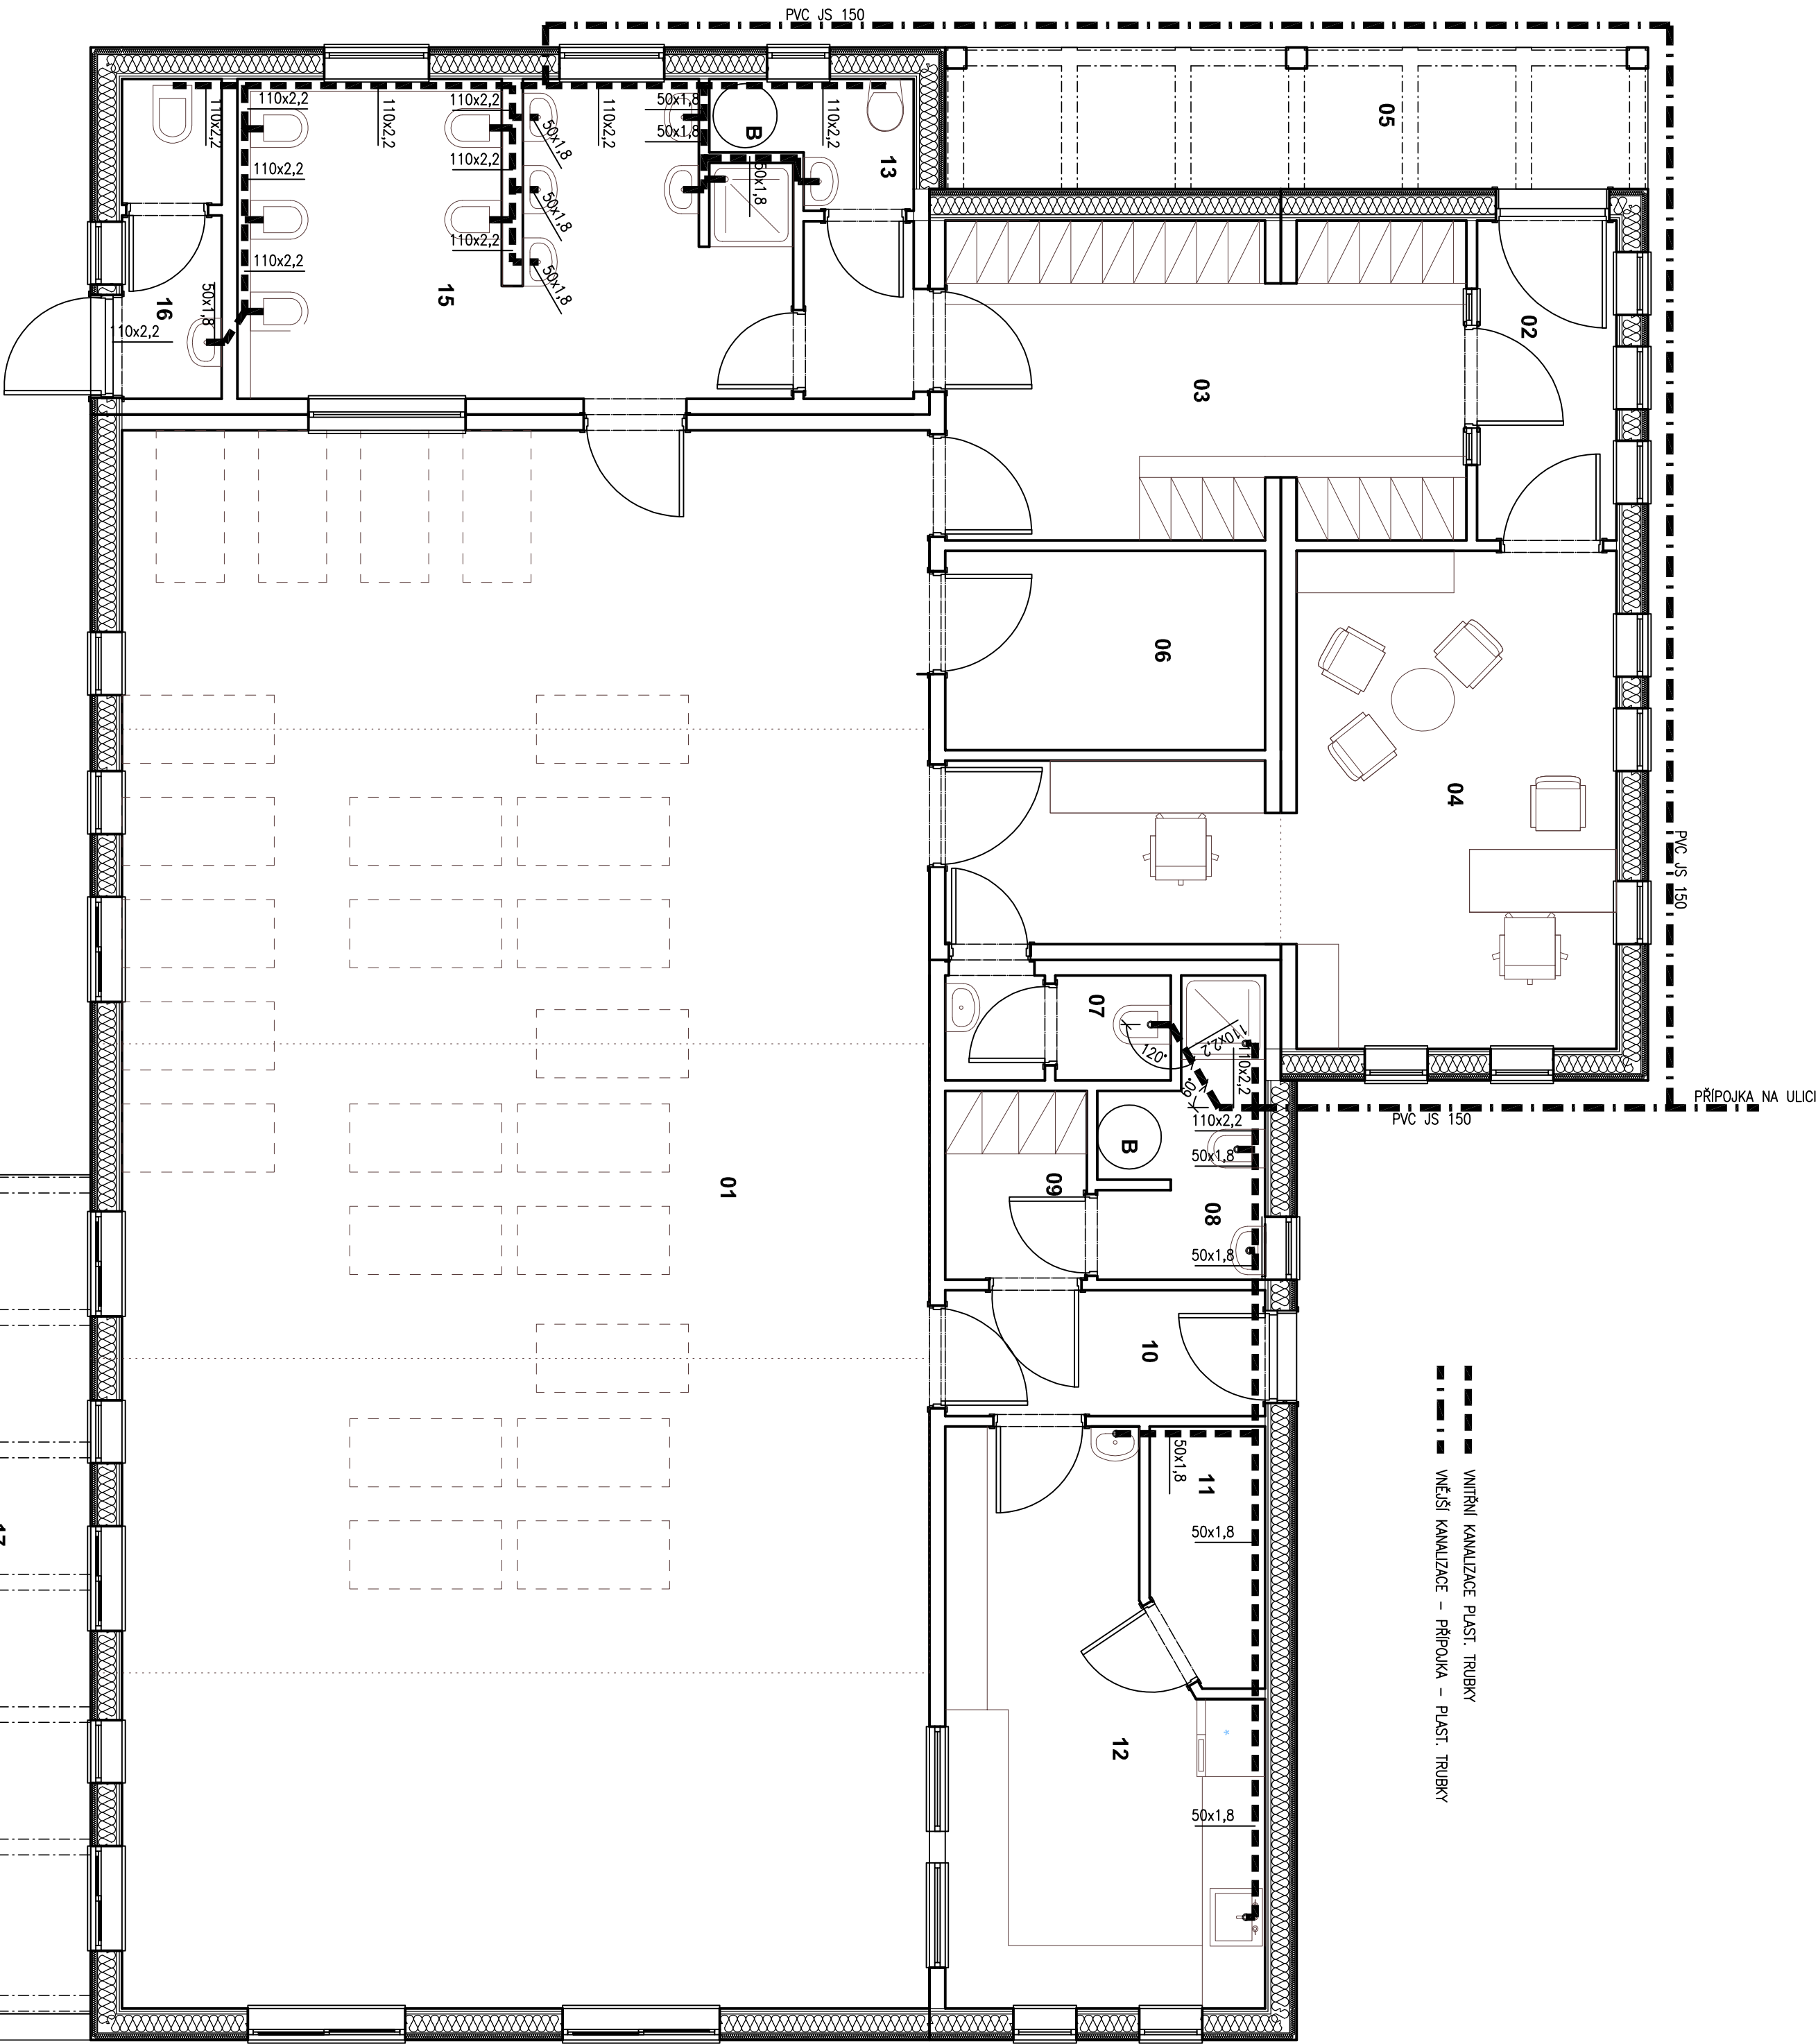 PVC JS 150
05
110x2,2
110x2,2
110x2,2
110x2,2
110x2,2
50x1,8
50x1,8
B
110x2,2
13
50x1,8
110x2,2
110x2,2
50x1,8
50x1,8
110x2,2
110x2,2
50x1,8
16
50x1,8
110x2,2
15
02
03
06
04
PVC JS 150
07
120°
110x2,2
110x2,2
60°
110x2,2
PŘÍPOJKA NA ULICI
PVC JS 150
B
50x1,8
09
08
01
50x1,8
10
50x1,8
11
50x1,8
12
*
50x1,8
17
VNITŘNÍ KANALIZACE PLAST. TRUBKY
VNĚJŠÍ KANALIZACE – PŘÍPOJKA – PLAST. TRUBKY